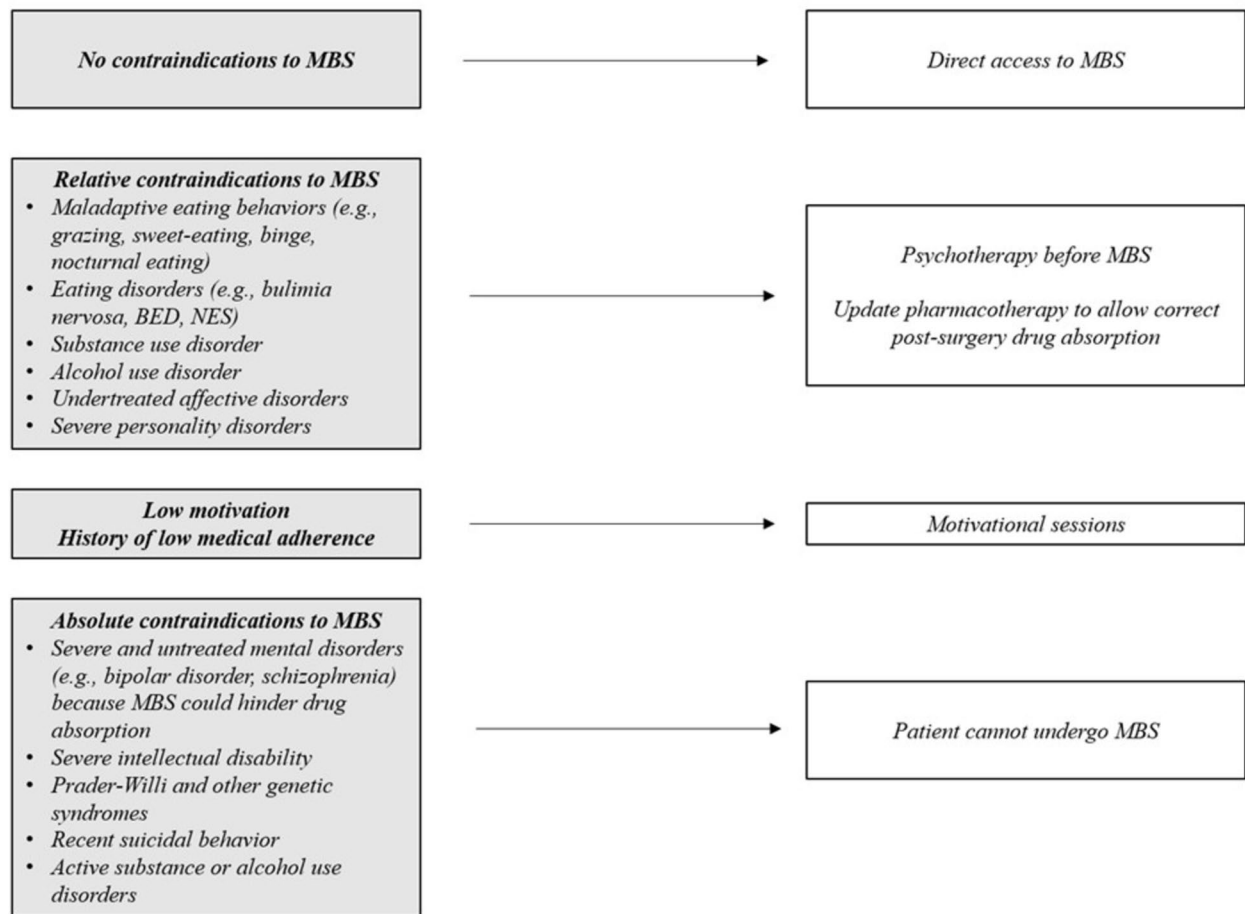 No contraindications to MBS
Direct access to MBS
Relative contraindications to MBS
• Maladaptive eating behaviors (e.g.,
grazing, sweet-eating, binge,
nocturnal eating)
• Eating disorders (e.g., bulimia
nervosa, BED, NES)
• Substance use disorder
• Alcohol use disorder
• Undertreated affective disorders
• Severe personality disorders
Psychotherapy before MBS
Update pharmacotherapy to allow correct
post-surgery drug absorption
Low motivation
History of low medical adherence
Motivational sessions
Absolute contraindications to MBS
• Severe and untreated mental disorders
(e.g., bipolar disorder, schizophrenia)
because MBS could hinder drug
absorption
• Severe intellectual disability
• Prader-Willi and other genetic
syndromes
• Recent suicidal behavior
• Active substance or alcohol use
disorders
Patient cannot undergo MBS